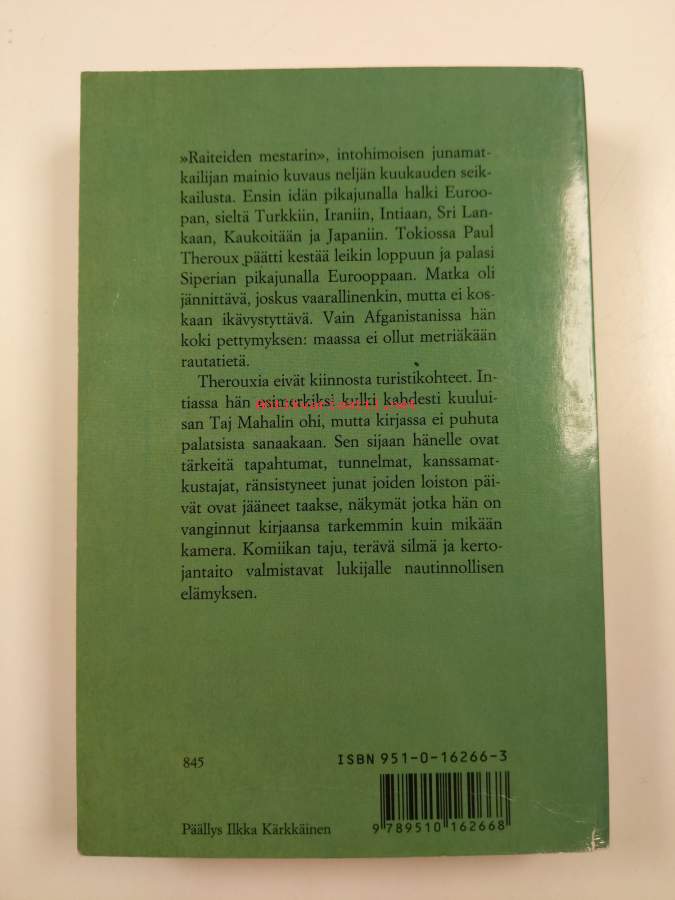 »Raiteiden mestarin», intohimoisen junamat-
kailijan mainio kuvaus neljän kuukauden seik-
kailusta. Ensin idän pikajunalla halki Euroo-
pan, sieltä Turkkiin, Iraniin, Intiaan, Sri Lan-
kaan, Kaukoitään ja Japaniin. Tokiossa Paul
Theroux päätti kestää leikin loppuun ja palasi
Siperian pikajunalla Eurooppaan. Matka oli
jännittävä, joskus vaarallinenkin, mutta ei kos-
kaan ikävystyttävä. Vain Afganistanissa hän
koki pettymyksen: maassa ei ollut metriäkään
rautatietä.
Therouxia eivät kiinnosta turistikohteet. In-
tiassa hän esimerkiksi kulki kahdesti kuului-
san Taj Mahalin ohi, mutta kirjassa ei puhuta
palatsista sanaakaan. Sen sijaan hänelle ovat
tärkeitä tapahtumat, tunnelmat, kanssamat-
kustajat, ränsistyneet junat joiden loiston päi-
vät ovat jääneet taakse, näkymät jotka hän on
vanginnut kirjaansa tarkemmin kuin mikään
kamera. Komiikan taju, terävä silmä ja kerto-
jantaito valmistavat lukijalle nautinnollisen
elämyksen.
845
ISBN 951-0-16266-3
Päällys Ilkka Kärkkäinen
9 789510 162668